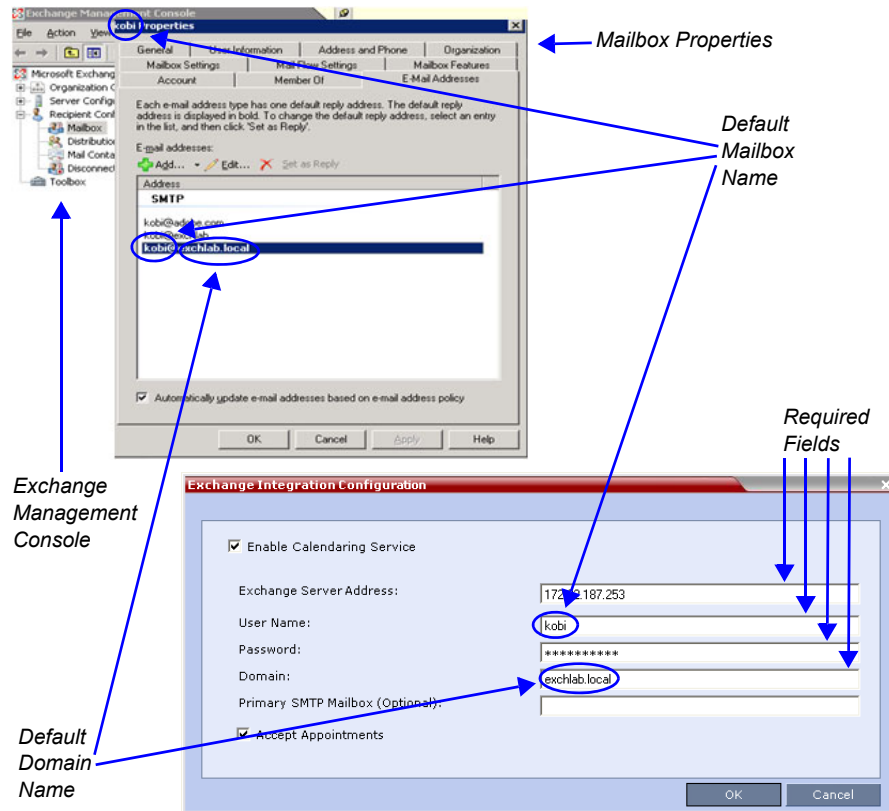 Exchange Management Console
kobi Properties
File Action View
Microsoft Exchang
Organization C
Server Config
Recipient Conf
Mailbox
Distributio
Mail Conta
Disconnec
Toolbox
General User Information Address and Phone Organization
Mailbox Settings Mail Flow Settings Mailbox Features
Account Member Of E-Mail Addresses
Each e-mail address type has one default reply address. The default reply
address is displayed in bold. To change the default reply address, select an entry
in the list, and then click 'Set as Reply'.
E-mail addresses:
Add... Edit... Set as Reply
Address
SMTP
kobi@adobe.com
kobi@exchlab
kobi@exchlab.local
Automatically update e-mail addresses based on e-mail address policy
OK Cancel Apply Help
Mailbox Properties
Default
Mailbox
Name
Required
Fields
Exchange
Management
Console
Exchange Integration Configuration
Enable Calendaring Service
Exchange Server Address:
User Name: kobi
Password: **********
Domain: exchlab.local
Primary SMTP Mailbox (Optional):
Accept Appointments
OK Cancel
Default
Domain
Name